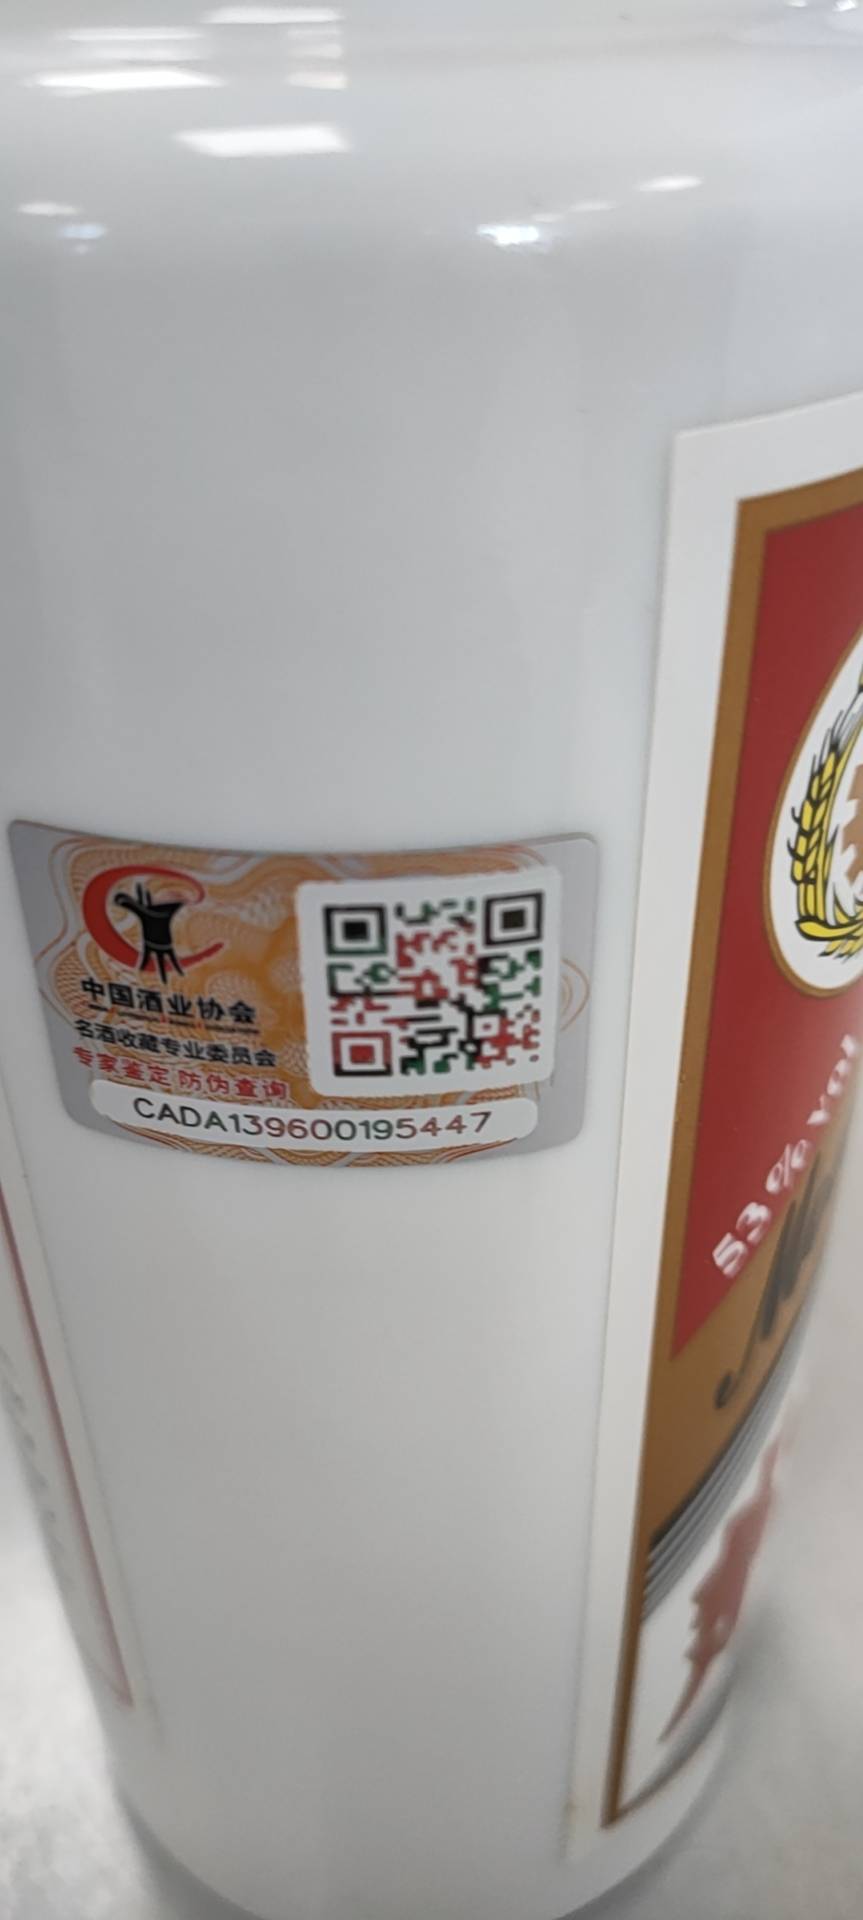 中国酒业协会
名酒收藏专业委员会
专家鉴定 防伪查询
CADA139600195447
53% vol